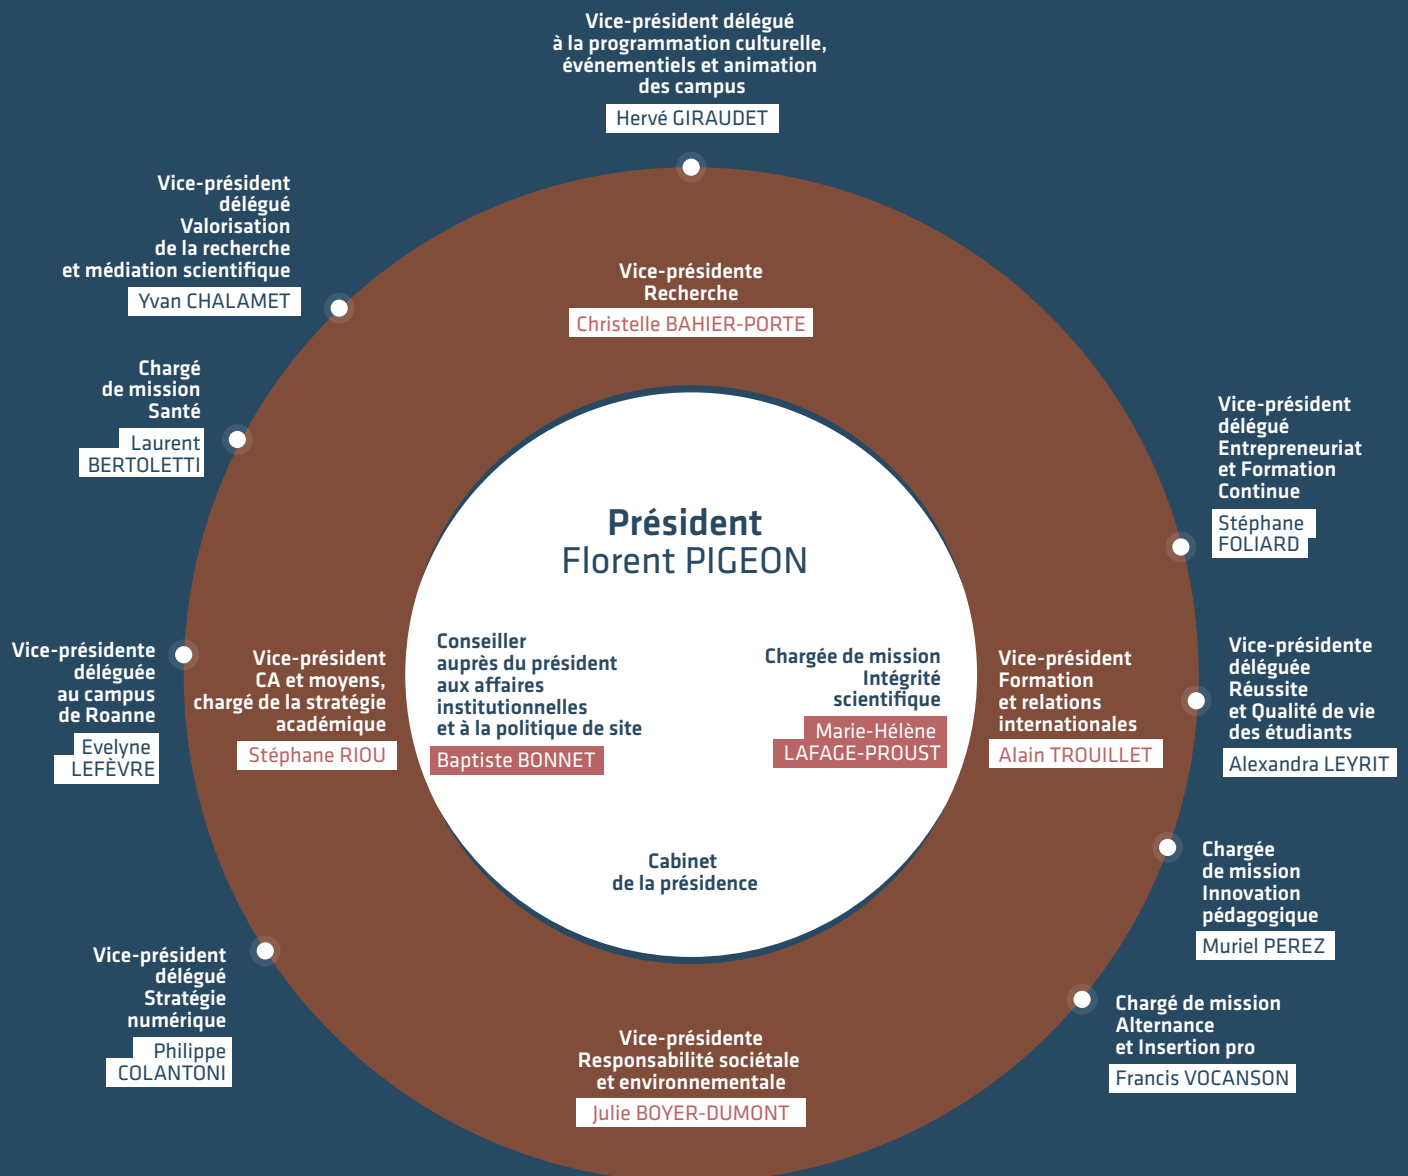 Vice-président délégué
à la programmation culturelle,
événementiels et animation
des campus
Hervé GIRAUDET
Vice-président
délégué
Valorisation
de la recherche
et médiation scientifique
Yvan CHALAMET
Vice-présidente
Recherche
Christelle BAHIER-PORTE
Chargé
de mission
Santé
Laurent
BERTOLETTI
Vice-président
délégué
Entrepreneuriat
et Formation
Continue
Stéphane
FOLIARD
Président
Florent PIGEON
Vice-présidente
déléguée
au campus
de Roanne
Evelyne
LEFÈVRE
Vice-président
CA et moyens,
chargé de la stratégie
académique
Stéphane RIOU
Conseiller
auprès du président
aux affaires
institutionnelles
et à la politique de site
Baptiste BONNET
Chargée de mission
Intégrité
scientifique
Marie-Hélène
LAFAGE-PROUST
Vice-président
Formation
et relations
internationales
Alain TROUILLET
Vice-présidente
déléguée
Réussite
et Qualité de vie
des étudiants
Alexandra LEYRIT
Cabinet
de la présidence
Chargée
de mission
Innovation
pédagogique
Muriel PEREZ
Vice-président
délégué
Stratégie
numérique
Philippe
COLANTONI
Chargé de mission
Alternance
et Insertion pro
Francis VOCANSON
Vice-présidente
Responsabilité sociétale
et environnementale
Julie BOYER-DUMONT